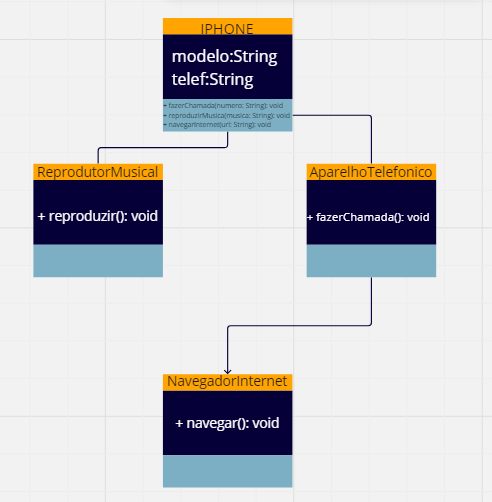 IPHONE
modelo:String
telef:String
+ fazerChamada(numero: String): void
+ reproduzirMusica(musica: String): void
+ navegarInternet(url: String): void
ReprodutorMusical
+ reproduzir(): void
AparelhoTelefonico
+ fazerChamada(): void
NavegadorInternet
+ navegar(): void